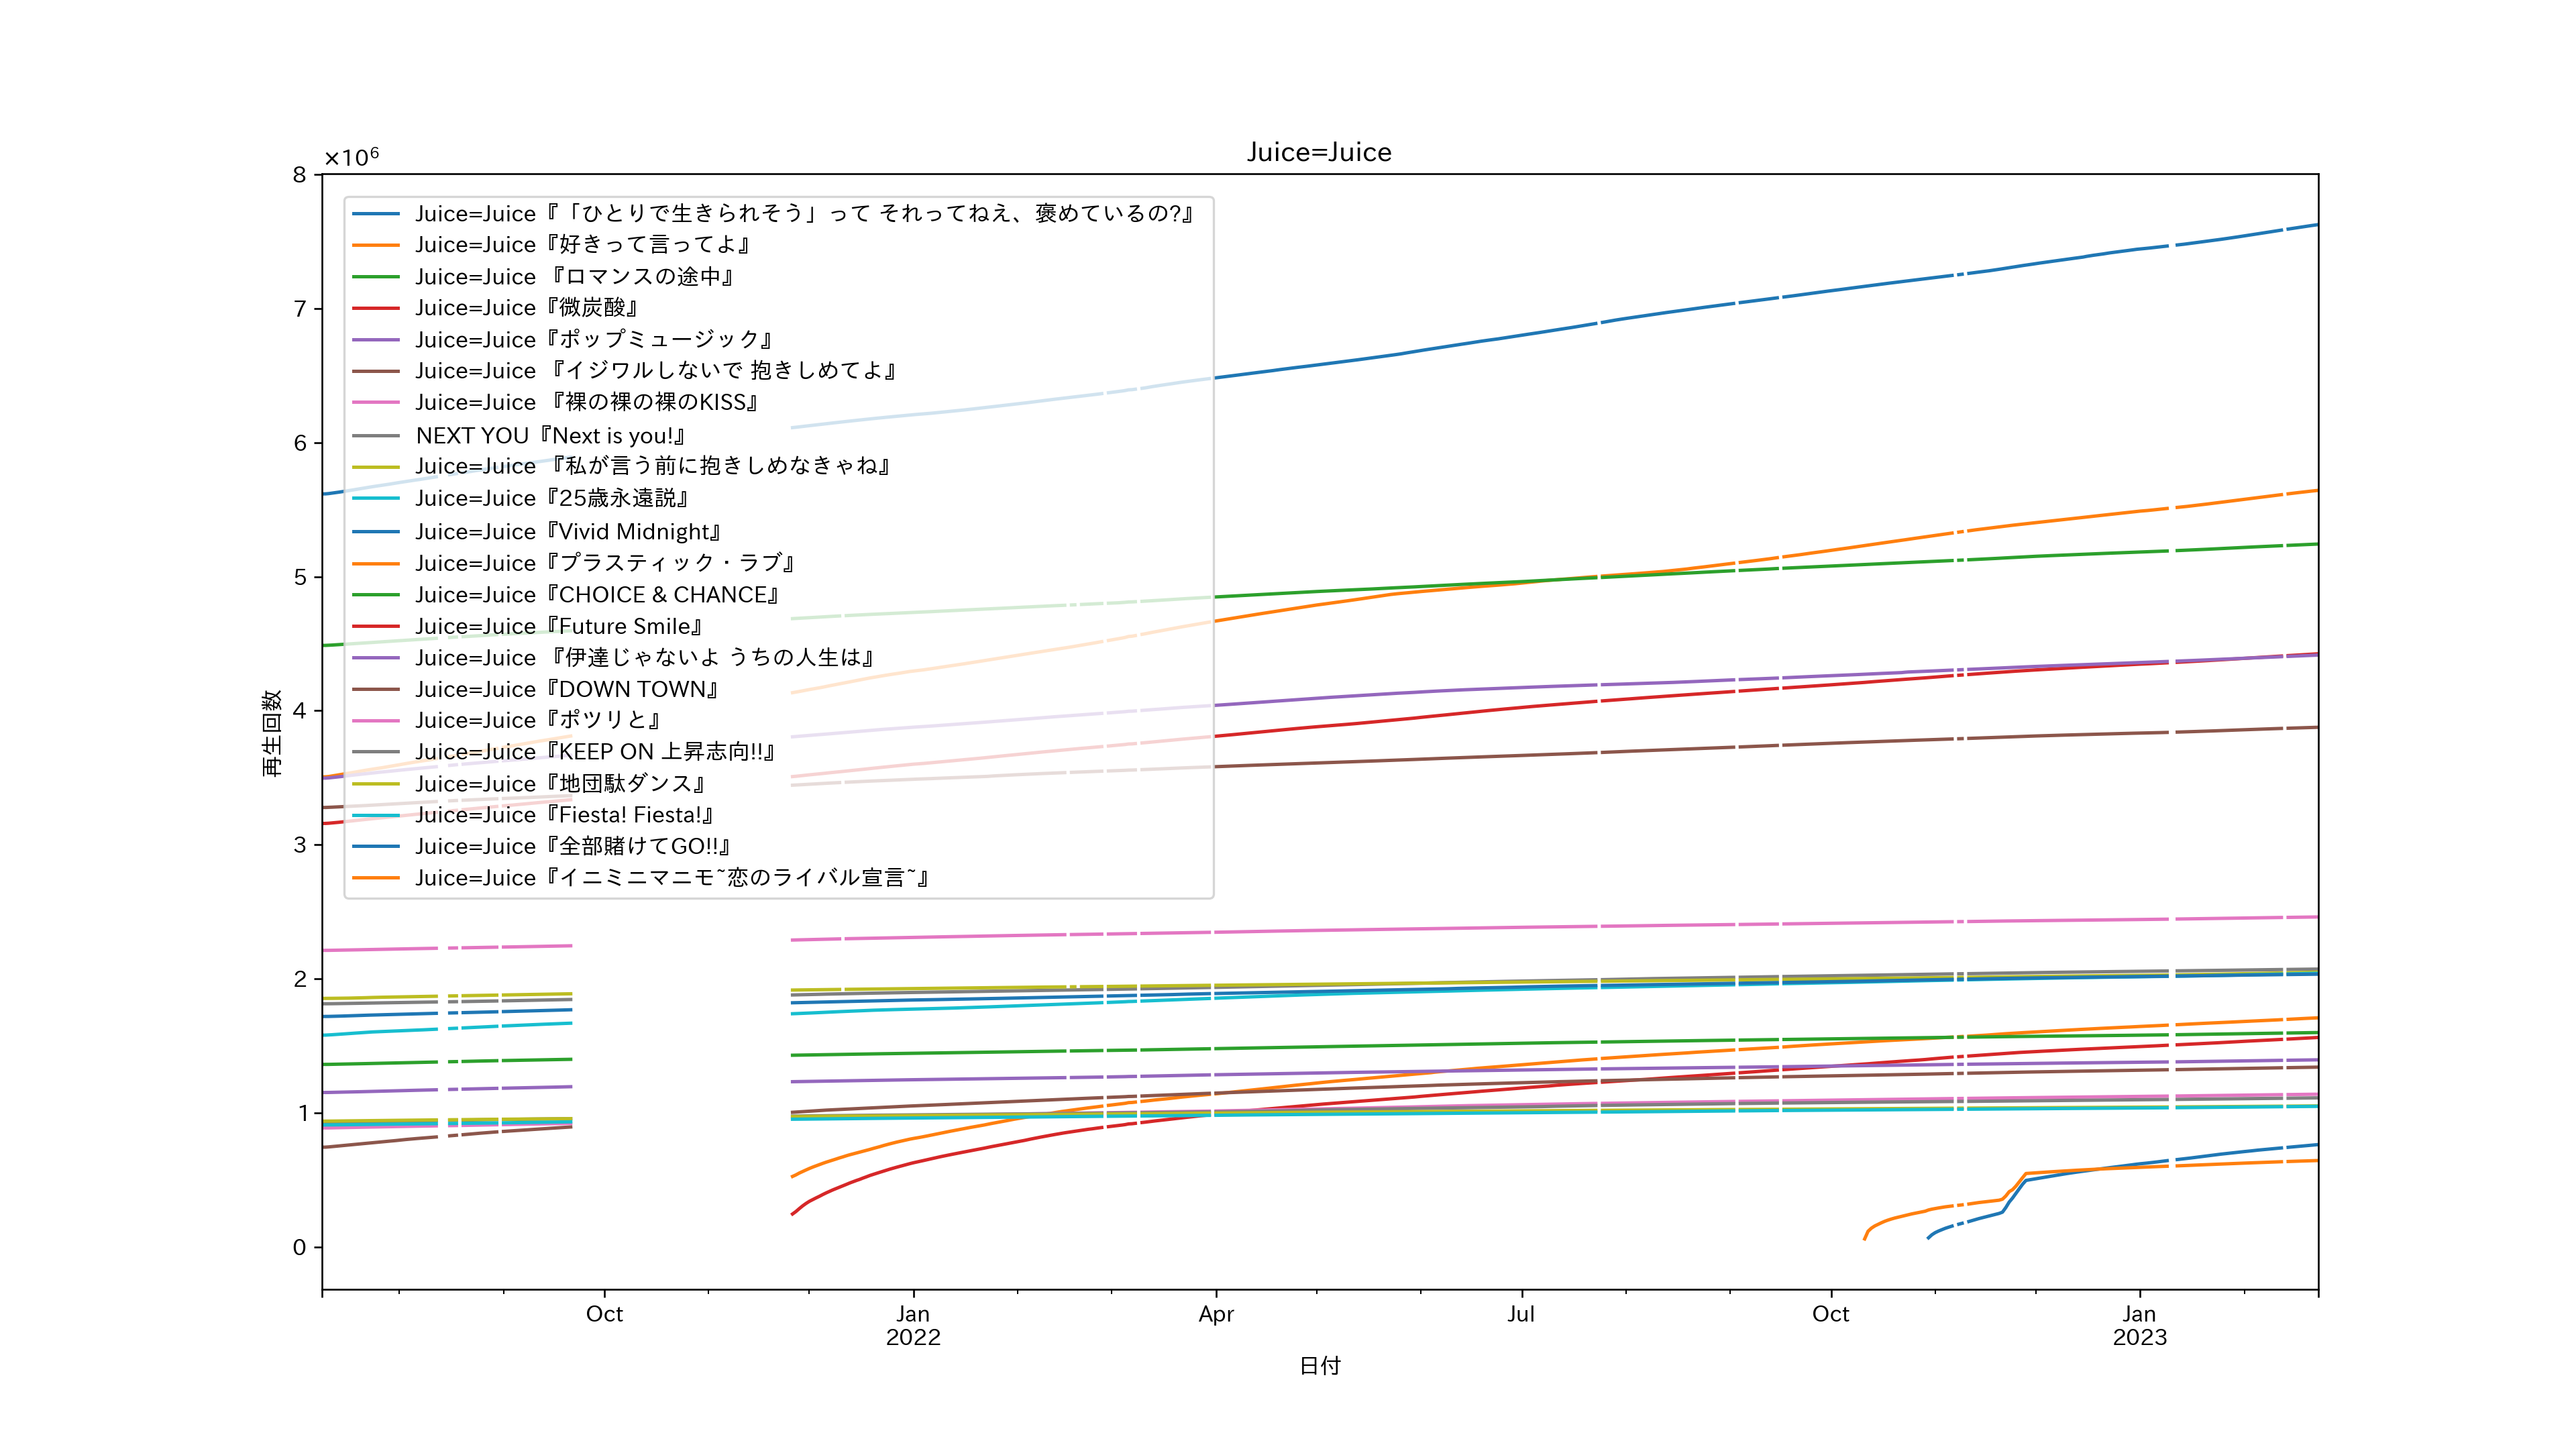 Juice=Juice
×10⁶
8
7
6
5
4
3
2
1
0
再生回数
Juice=Juice『「ひとりで生きられそう」って それってねえ、褒めているの?』
Juice=Juice『好きって言ってよ』
Juice=Juice 『ロマンスの途中』
Juice=Juice『微炭酸』
Juice=Juice『ポップミュージック』
Juice=Juice 『イジワルしないで 抱きしめてよ』
Juice=Juice 『裸の裸の裸のKISS』
NEXT YOU『Next is you!』
Juice=Juice 『私が言う前に抱きしめなきゃね』
Juice=Juice『25歳永遠説』
Juice=Juice『Vivid Midnight』
Juice=Juice『プラスティック・ラブ』
Juice=Juice『CHOICE & CHANCE』
Juice=Juice『Future Smile』
Juice=Juice 『伊達じゃないよ うちの人生は』
Juice=Juice『DOWN TOWN』
Juice=Juice『ポツリと』
Juice=Juice『KEEP ON 上昇志向!!』
Juice=Juice『地団駄ダンス』
Juice=Juice『Fiesta! Fiesta!』
Juice=Juice『全部賭けてGO!!』
Juice=Juice『イニミニマニモ~恋のライバル宣言~』
Oct Jan Apr Jul Oct Jan
2022 2023
日付